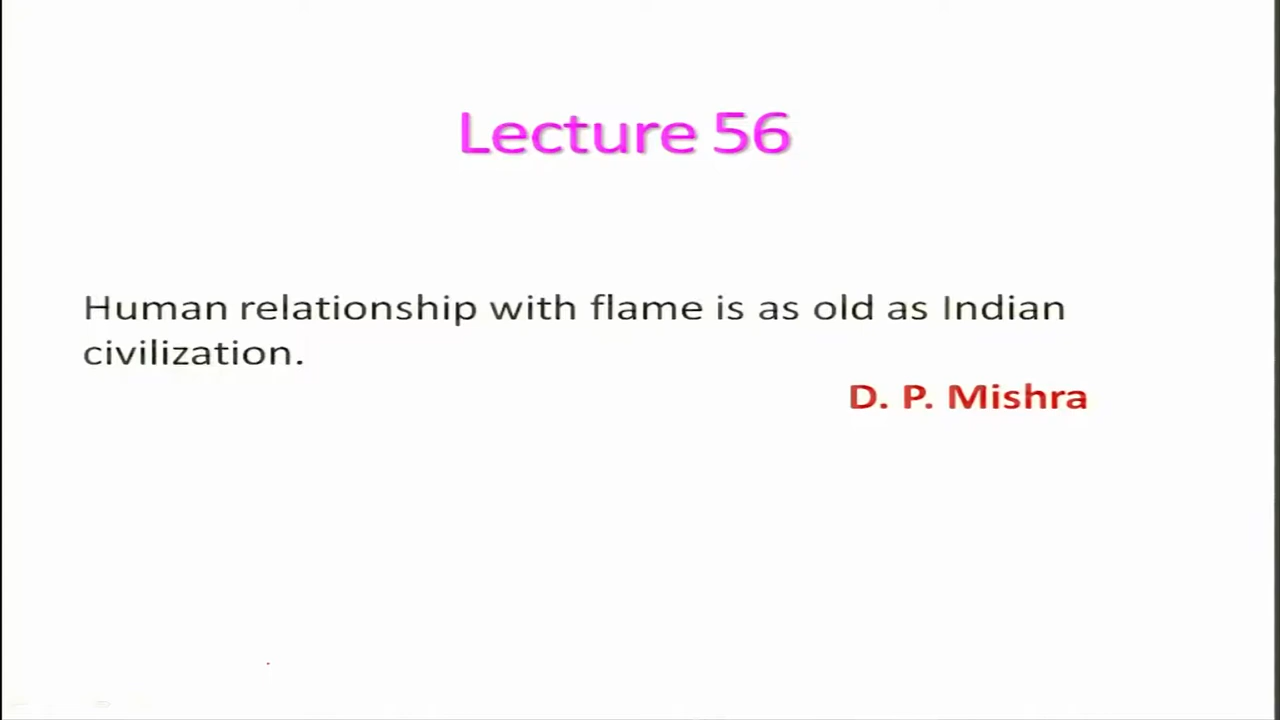 Lecture 56
Human relationship with flame is as old as Indian
civilization.
D. P. Mishra